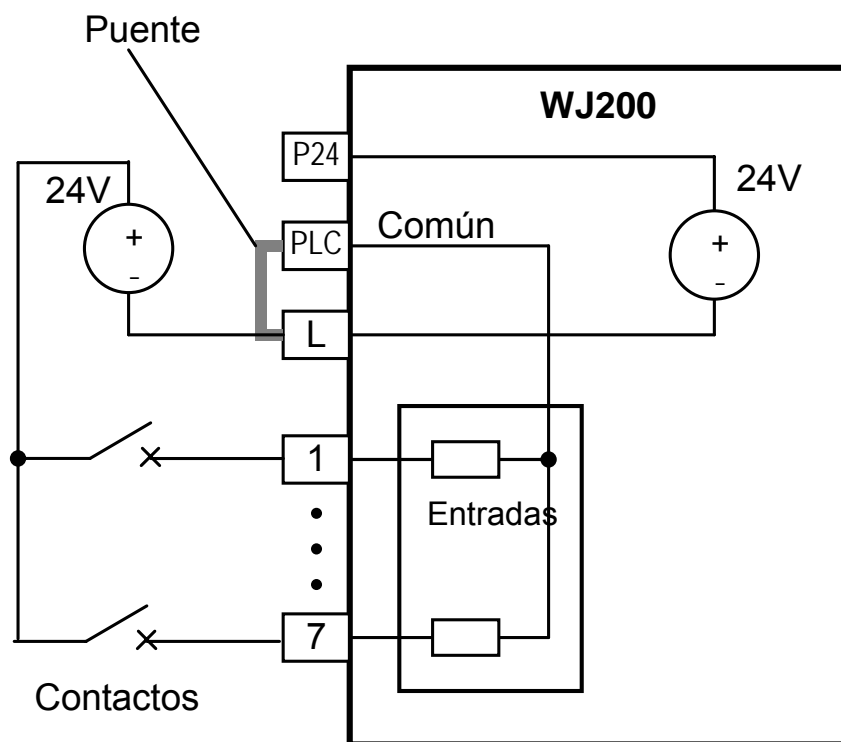 Puente
WJ200
P24
24V
24V
+
-
PLC
Común
+
-
L
1
Entradas
7
Contactos